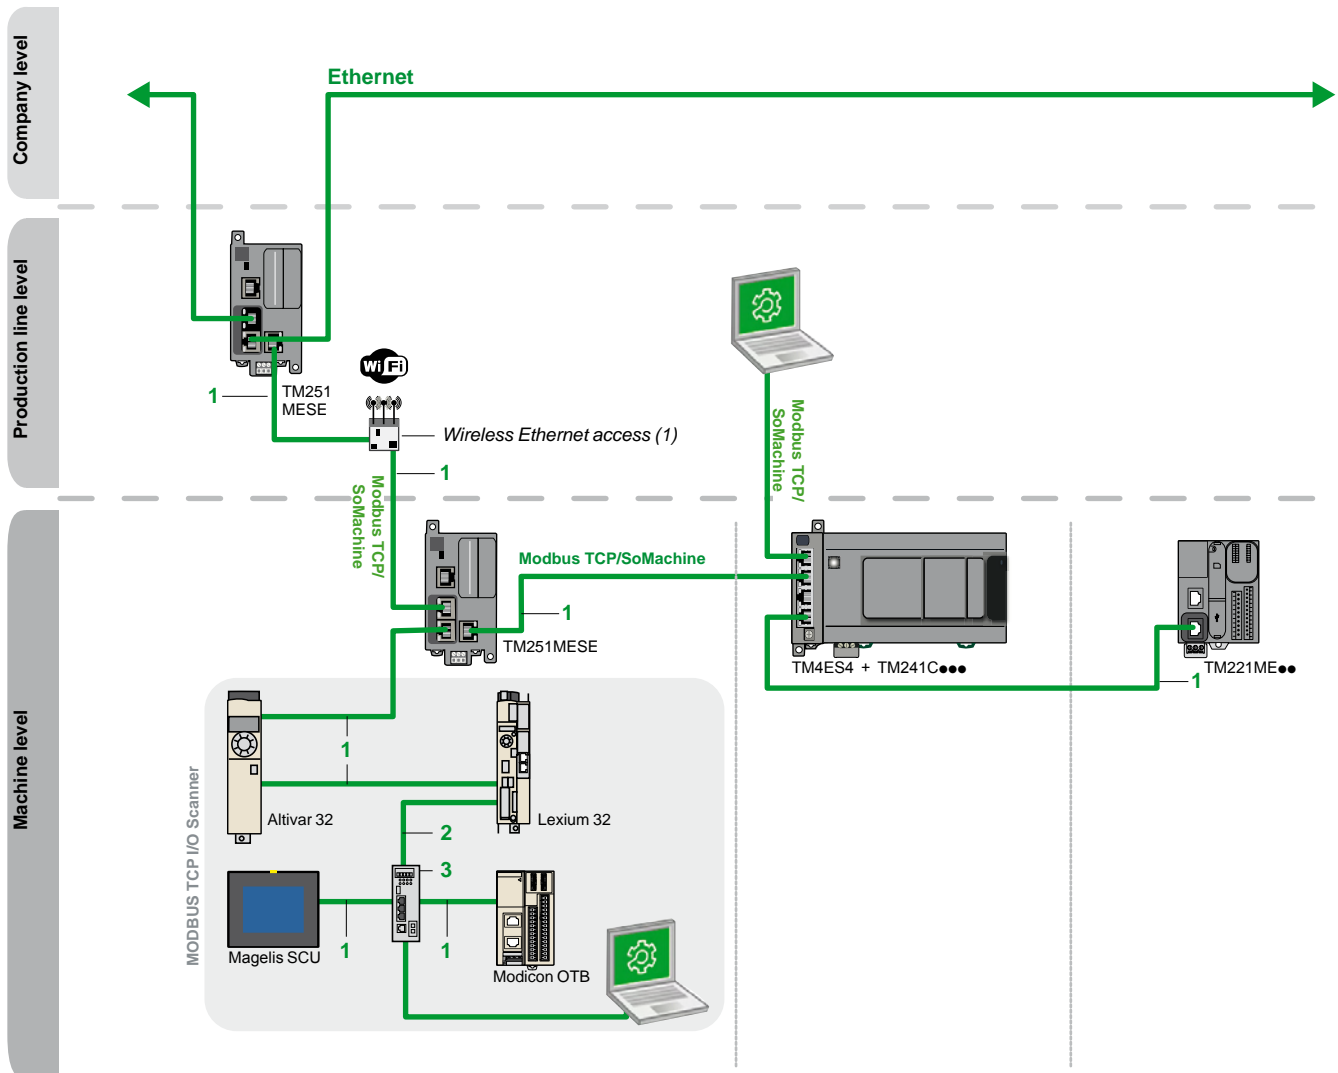 Company level
Ethernet
Production line level
1
TM251
MESE
Wi Fi
Wireless Ethernet access (1)
1
Modbus TCP/
SoMachine
Modbus TCP/
SoMachine
Machine level
Modbus TCP/SoMachine
1
TM251MESE
TM4ES4 + TM241C●●●
TM221ME●●
1
MODBUS TCP I/O Scanner
1
Altivar 32
Lexium 32
2
3
Magelis SCU
1
1
Modicon OTB